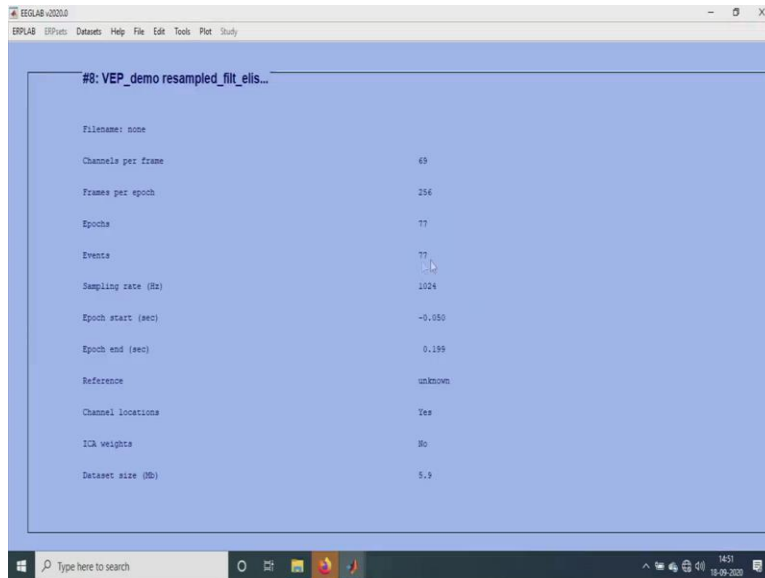 EEGLAB v2020.0
ERPLAB ERPsets Datasets Help File Edit Tools Plot Study
#8: VEP_demo resampled_filt_elis...
Filename: none
Channels per frame 69
Frames per epoch 256
Epochs 77
Events 77
Sampling rate (Hz) 1024
Epoch start (sec) -0.050
Epoch end (sec) 0.199
Reference unknown
Channel locations Yes
ICA weights No
Dataset size (Mb) 5.9
Type here to search
14:51
18-09-2020